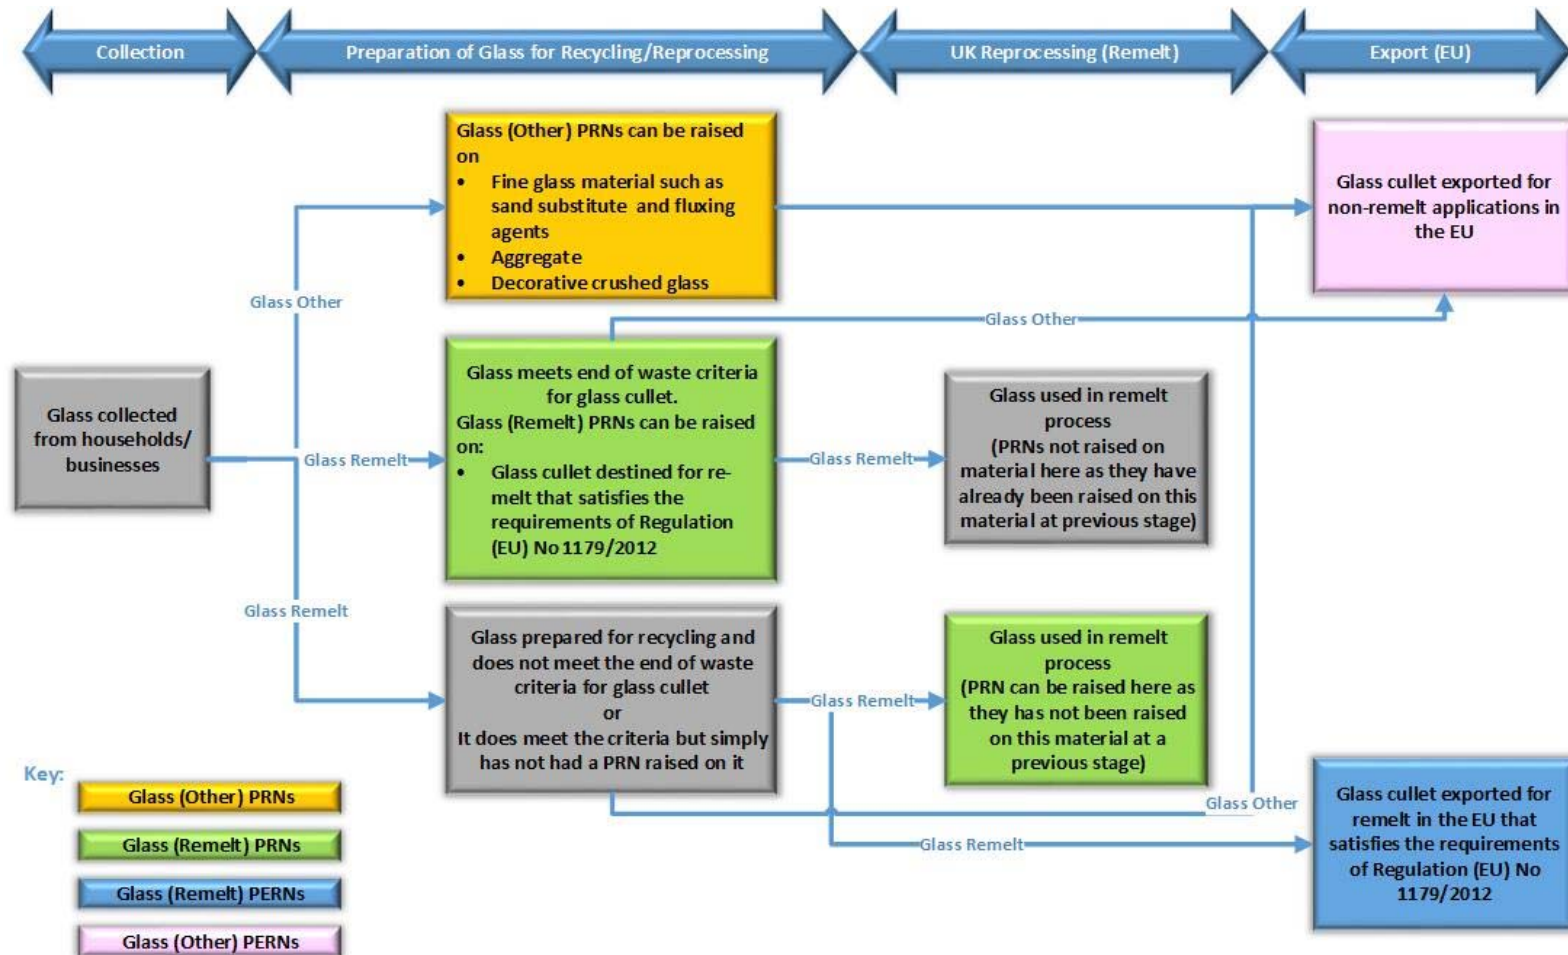 Collection
Preparation of Glass for Recycling/Reprocessing
UK Reprocessing (Remelt)
Export (EU)
Glass (Other) PRNs can be raised
on
• Fine glass material such as
sand substitute and fluxing
agents
• Aggregate
• Decorative crushed glass
Glass cullet exported for
non-remelt applications in
the EU
Glass Other
Glass Other
Glass collected
from households/
businesses
Glass Remelt
Glass meets end of waste criteria
for glass cullet.
Glass (Remelt) PRNs can be raised
on:
• Glass cullet destined for re-
melt that satisfies the
requirements of Regulation
(EU) No 1179/2012
Glass Remelt
Glass used in remelt
process
(PRNs not raised on
material here as they have
already been raised on this
material at previous stage)
Glass Remelt
Glass prepared for recycling and
does not meet the end of waste
criteria for glass cullet
or
It does meet the criteria but simply
has not had a PRN raised on it
Glass Remelt
Glass used in remelt
process
(PRN can be raised here as
they has not been raised
on this material at a
previous stage)
Glass Other
Glass Remelt
Glass cullet exported for
remelt in the EU that
satisfies the requirements
of Regulation (EU) No
1179/2012
Key:
Glass (Other) PRNs
Glass (Remelt) PRNs
Glass (Remelt) PERNs
Glass (Other) PERNs